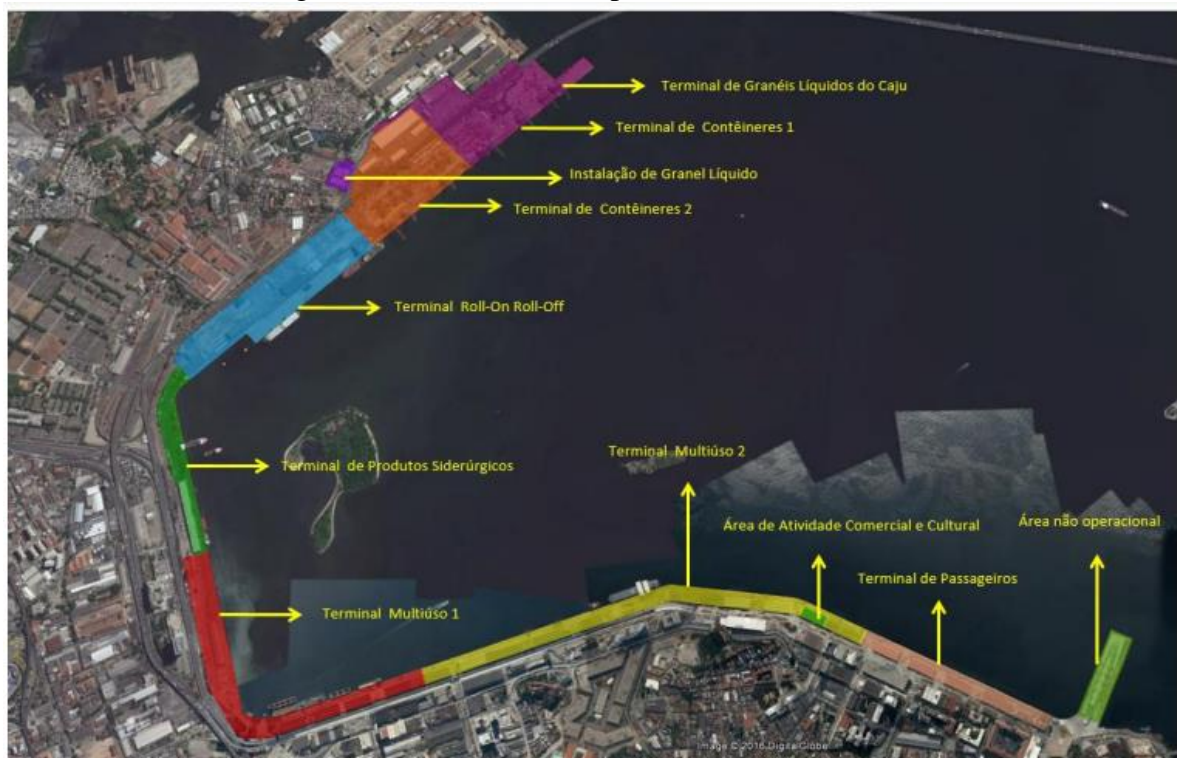 Terminal de Granéis Líquidos do Caju
Terminal de Contêineres 1
Instalação de Granel Líquido
Terminal de Contêineres 2
Terminal Roll-On Roll-Off
Terminal de Produtos Siderúrgicos
Terminal Multiúso 2
Área de Atividade Comercial e Cultural
Área não operacional
Terminal de Passageiros
Terminal Multiúso 1
Image © 2016 DigitalGlobe